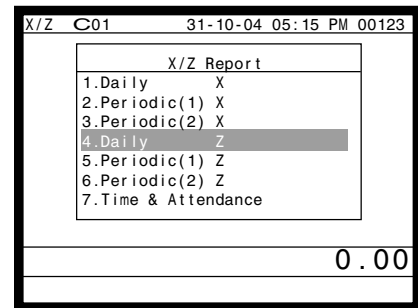 X/Z C01 31-10-04 05:15 PM 00123
X/Z Report
1.Daily X
2.Periodic(1) X
3.Periodic(2) X
4.Daily Z
5.Periodic(1) Z
6.Periodic(2) Z
7.Time & Attendance
0.00